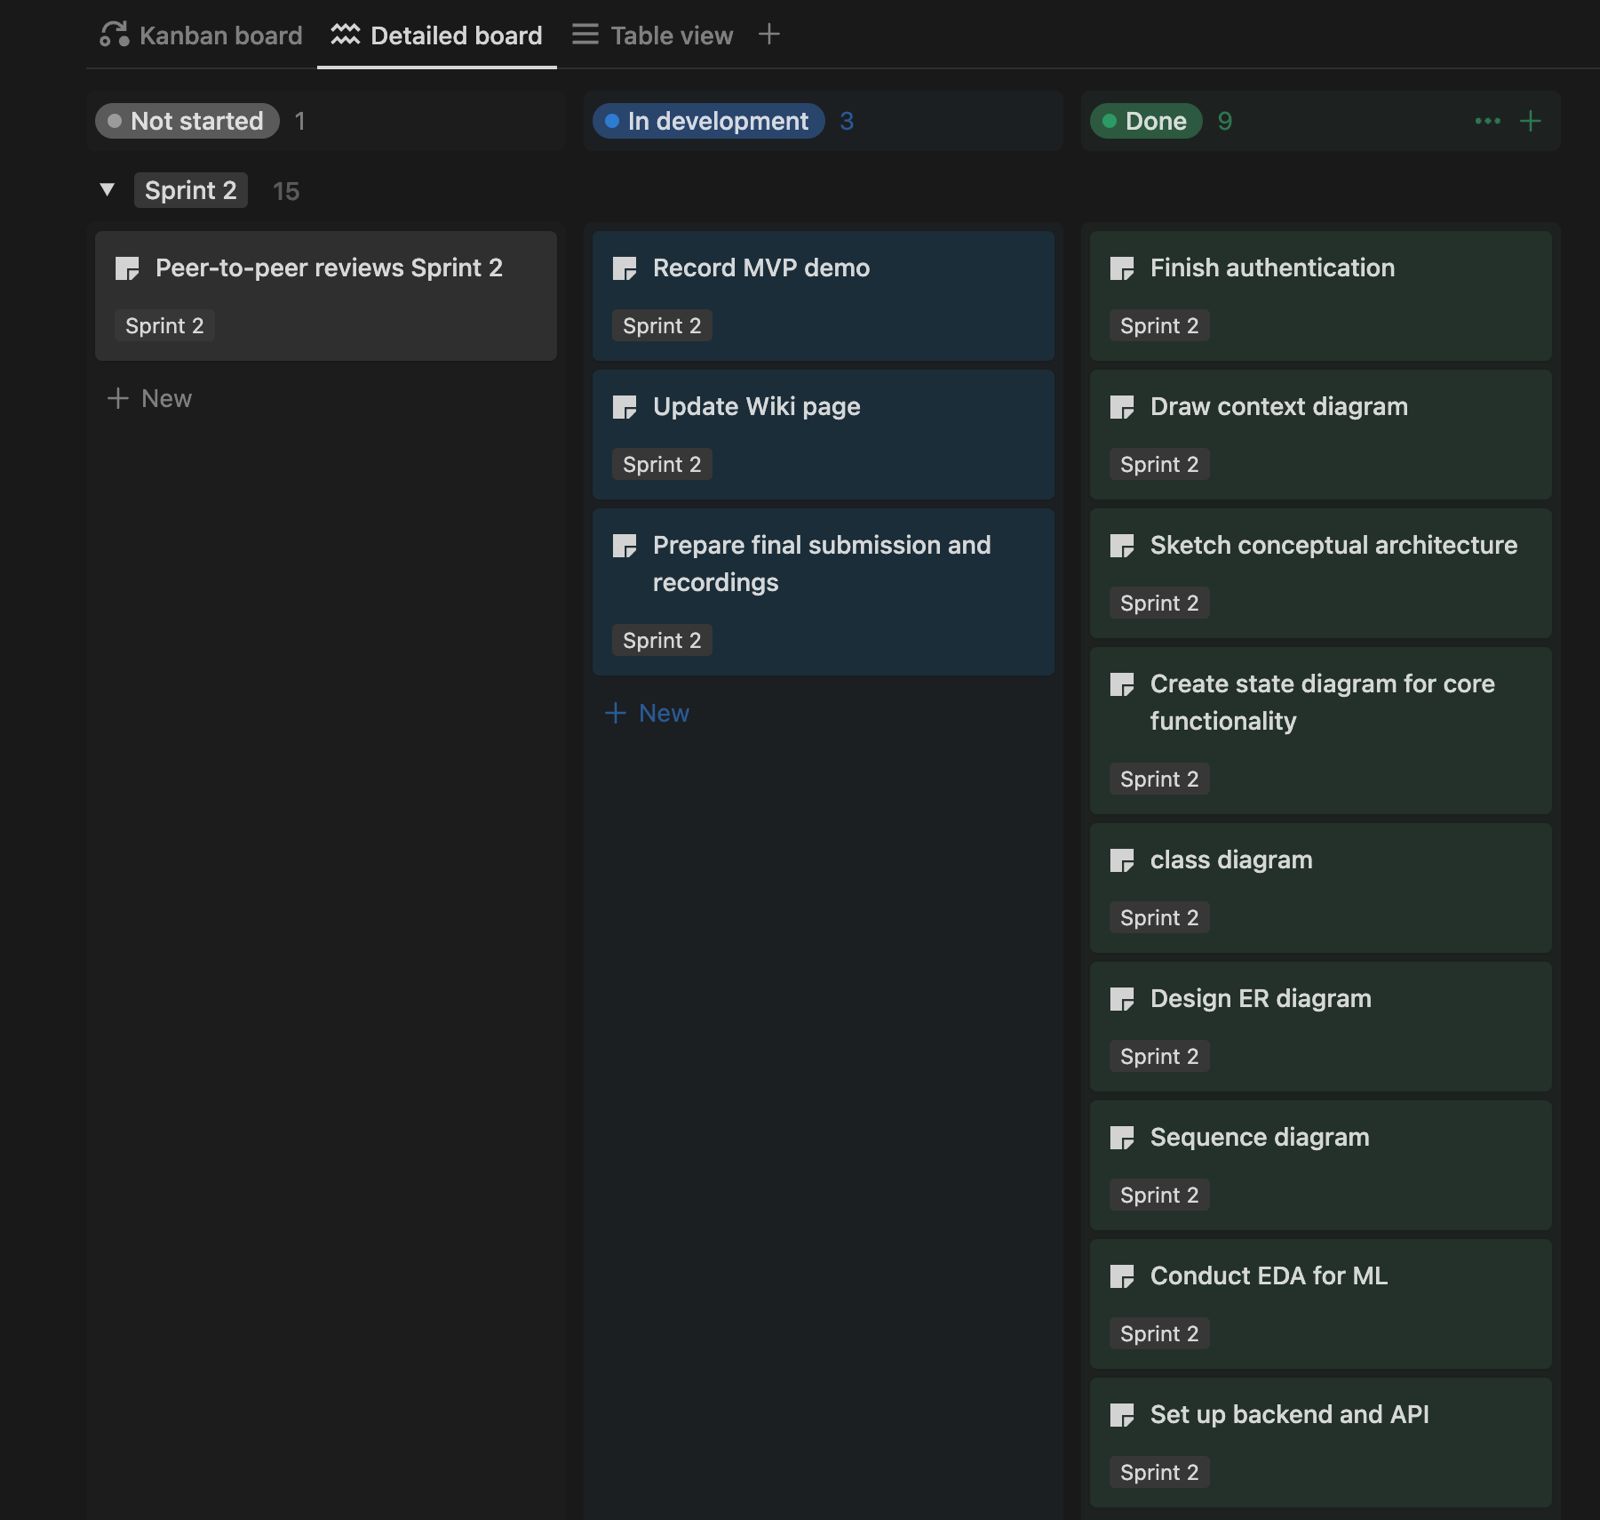 Kanban board
Detailed board
Table view
Not started 1
In development 3
Done 9
Sprint 2 15
Peer-to-peer reviews Sprint 2
Sprint 2
New
Record MVP demo
Sprint 2
Update Wiki page
Sprint 2
Prepare final submission and
recordings
Sprint 2
New
Finish authentication
Sprint 2
Draw context diagram
Sprint 2
Sketch conceptual architecture
Sprint 2
Create state diagram for core
functionality
Sprint 2
class diagram
Sprint 2
Design ER diagram
Sprint 2
Sequence diagram
Sprint 2
Conduct EDA for ML
Sprint 2
Set up backend and API
Sprint 2